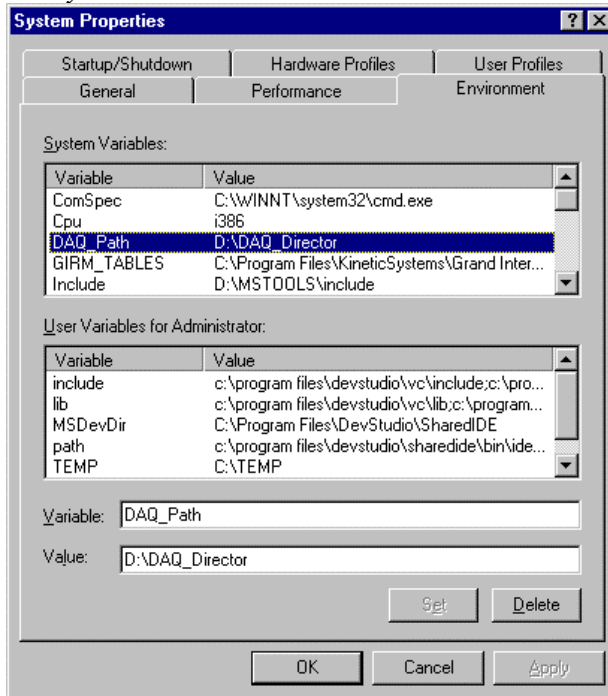 System Properties
Startup/Shutdown Hardware Profiles User Profiles
General Performance Environment
System Variables:
Variable Value
ComSpec C:\WINNT\system32\cmd.exe
Cpu i386
DAQ_Path D:\DAQ_Director
GIRM_TABLES C:\Program Files\KineticSystems\Grand Inter...
Include D:\MSTOOLS\include
User Variables for Administrator:
Variable Value
include c:\program files\devstudio\vc\include;c:\pro...
lib c:\program files\devstudio\vc\lib;c:\program...
MSDevDir C:\Program Files\DevStudio\SharedIDE
path c:\program files\devstudio\sharedide\bin\ide...
TEMP C:\TEMP
Variable: DAQ_Path
Value: D:\DAQ_Director
Set Delete
OK Cancel Apply